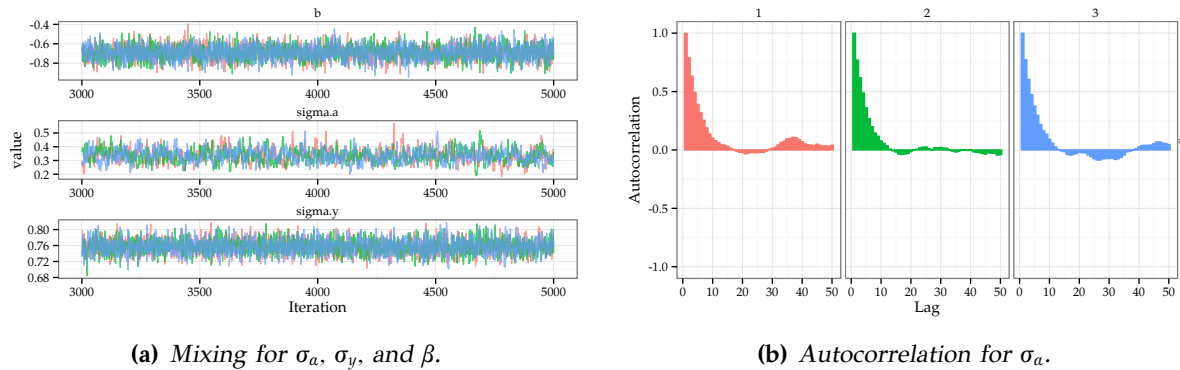 b
-0.4
-0.6
-0.8
3000 3500 4000 4500 5000
sigma.a
0.5
0.4
0.3
0.2
3000 3500 4000 4500 5000
sigma.y
0.80
0.76
0.72
0.68
3000 3500 4000 4500 5000
value
Iteration
(a) Mixing for σa, σy, and β.
1 2 3
1.0
0.5
0.0
-0.5
-1.0
Autocorrelation
0 10 20 30 40 50 0 10 20 30 40 50 0 10 20 30 40 50
Lag
(b) Autocorrelation for σa.